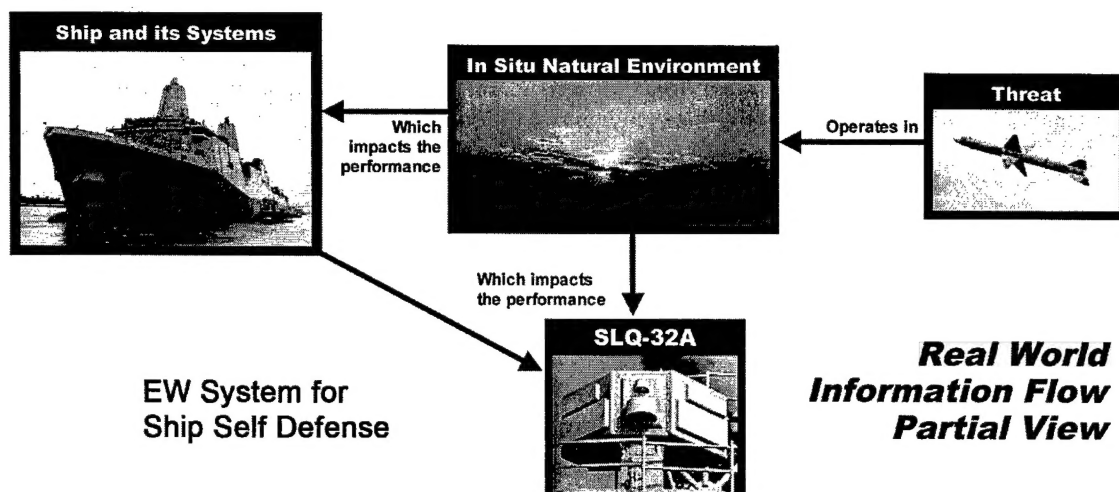 Ship and its Systems
In Situ Natural Environment
Threat
Which
impacts the
performance
Operates in
Which impacts
the performance
SLQ-32A
EW System for
Ship Self Defense
Real World
Information Flow
Partial View